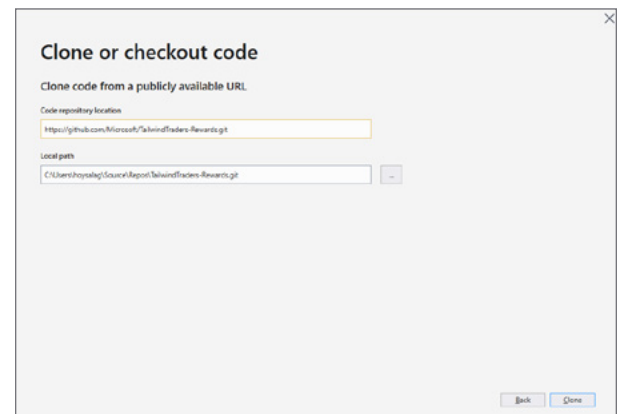 Clone or checkout code
Clone code from a publicly available URL
Code repository location
https://github.com/Microsoft/TailwindTraders-Rewards.git
Local path
C:\Users\hoysalag\Source\Repos\TailwindTraders-Rewards.git
...
Back
Clone